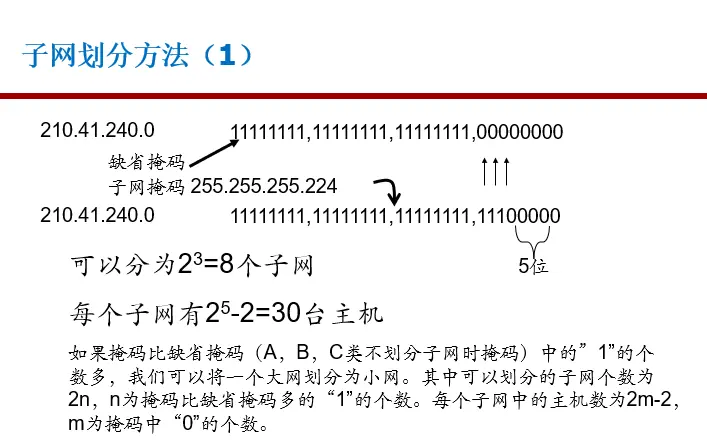 子网划分方法（1）
210.41.240.0 11111111,11111111,11111111,00000000
缺省掩码
子网掩码 255.255.255.224
210.41.240.0 11111111,11111111,11111111,11100000
可以分为2³=8个子网 5位
每个子网有2⁵-2=30台主机
如果掩码比缺省掩码（A，B，C类不划分子网时掩码）中的”1”的个
数多，我们可以将一个大网划分为小网。其中可以划分的子网个数为
2n，n为掩码比缺省掩码多的“1”的个数。每个子网中的主机数为2m-2，
m为掩码中“0”的个数。